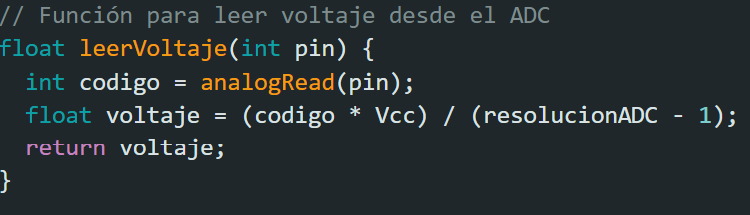 // Función para leer voltaje desde el ADC
float leerVoltaje(int pin) {
  int codigo = analogRead(pin);
  float voltaje = (codigo * Vcc) / (resolucionADC - 1);
  return voltaje;
}